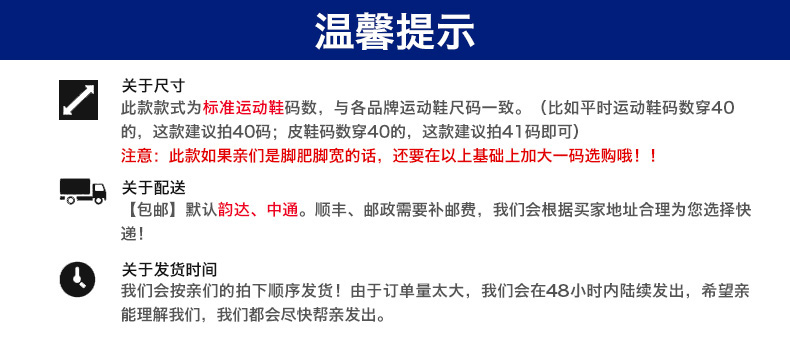 温馨提示
关于尺寸
此款款式为标准运动鞋码数，与各品牌运动鞋尺码一致。（比如平时运动鞋码数穿40
的，这款建议拍40码；皮鞋码数穿40的，这款建议拍41码即可）
注意：此款如果亲们是脚肥脚宽的话，还要在以上基础上加大一码选购哦！！
关于配送
【包邮】默认韵达、中通。顺丰、邮政需要补邮费，我们会根据买家地址合理为您选择快
递！
关于发货时间
我们会按亲们的拍下顺序发货！由于订单量太大，我们会在48小时内陆续发出，希望亲
能理解我们，我们都会尽快帮亲发出。